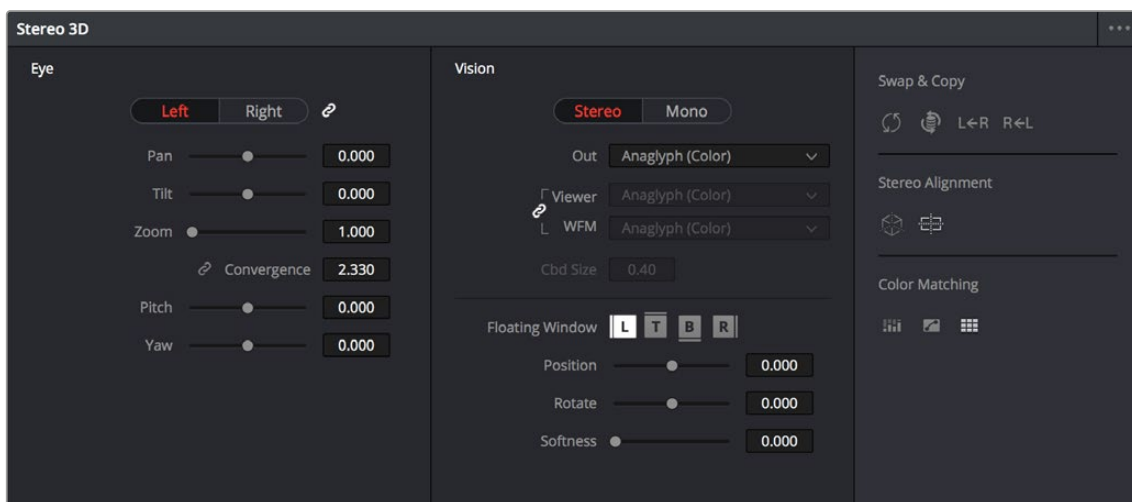 Stereo 3D
Eye
Left Right
Pan 0.000
Tilt 0.000
Zoom 1.000
Convergence 2.330
Pitch 0.000
Yaw 0.000
Vision
Stereo Mono
Out Anaglyph (Color)
Viewer Anaglyph (Color)
WFM Anaglyph (Color)
Cbd Size 0.40
Floating Window L T B R
Position 0.000
Rotate 0.000
Softness 0.000
Swap & Copy
L←R R←L
Stereo Alignment
Color Matching